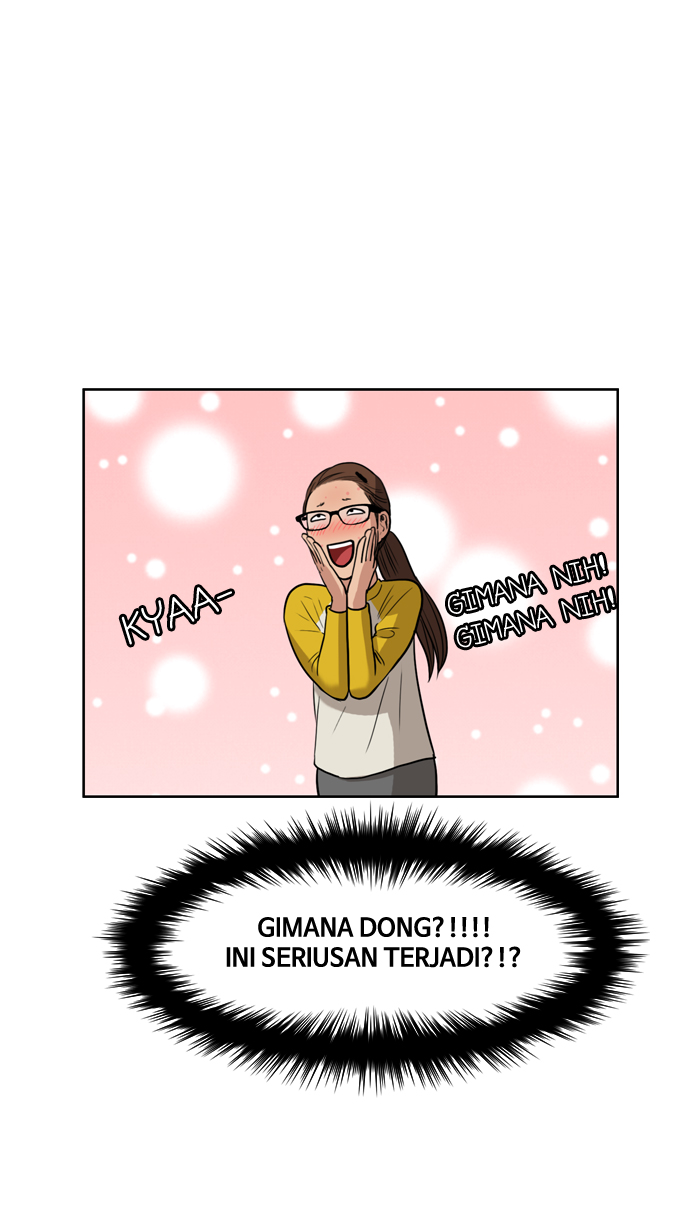 KYAA-
GIMANA NIH!
GIMANA NIH!
GIMANA DONG?!!!!
INI SERIUSAN TERJADI?!?